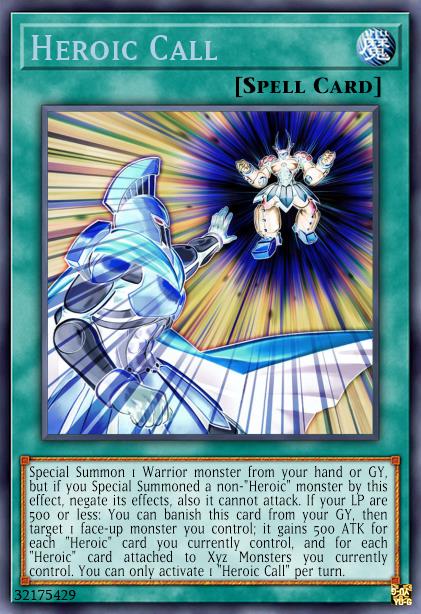 Heroic Call
[Spell Card]
Special Summon 1 Warrior monster from your hand or GY,
but if you Special Summoned a non-"Heroic" monster by this
effect, negate its effects, also it cannot attack. If your LP are
500 or less: You can banish this card from your GY, then
target 1 face-up monster you control; it gains 500 ATK for
each "Heroic" card you currently control, and for each
"Heroic" card attached to Xyz Monsters you currently
control. You can only activate 1 "Heroic Call" per turn.
32175429